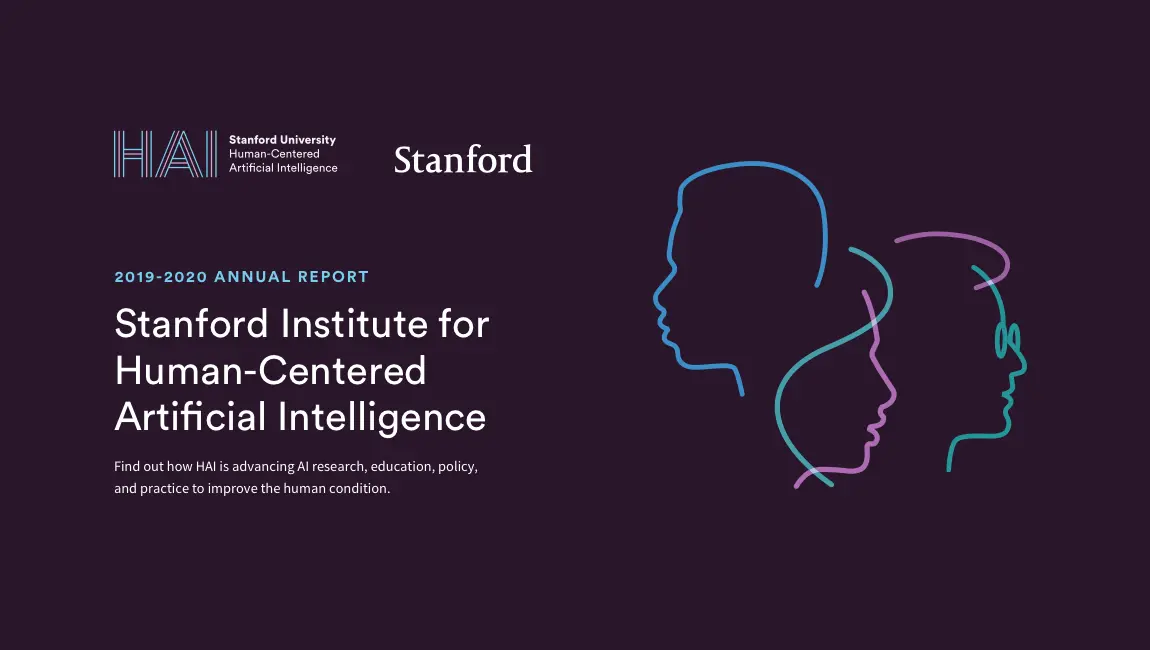 HAI
Stanford University
Human-Centered
Artificial Intelligence
Stanford
2019-2020 ANNUAL REPORT
Stanford Institute for
Human-Centered
Artificial Intelligence
Find out how HAI is advancing AI research, education, policy,
and practice to improve the human condition.